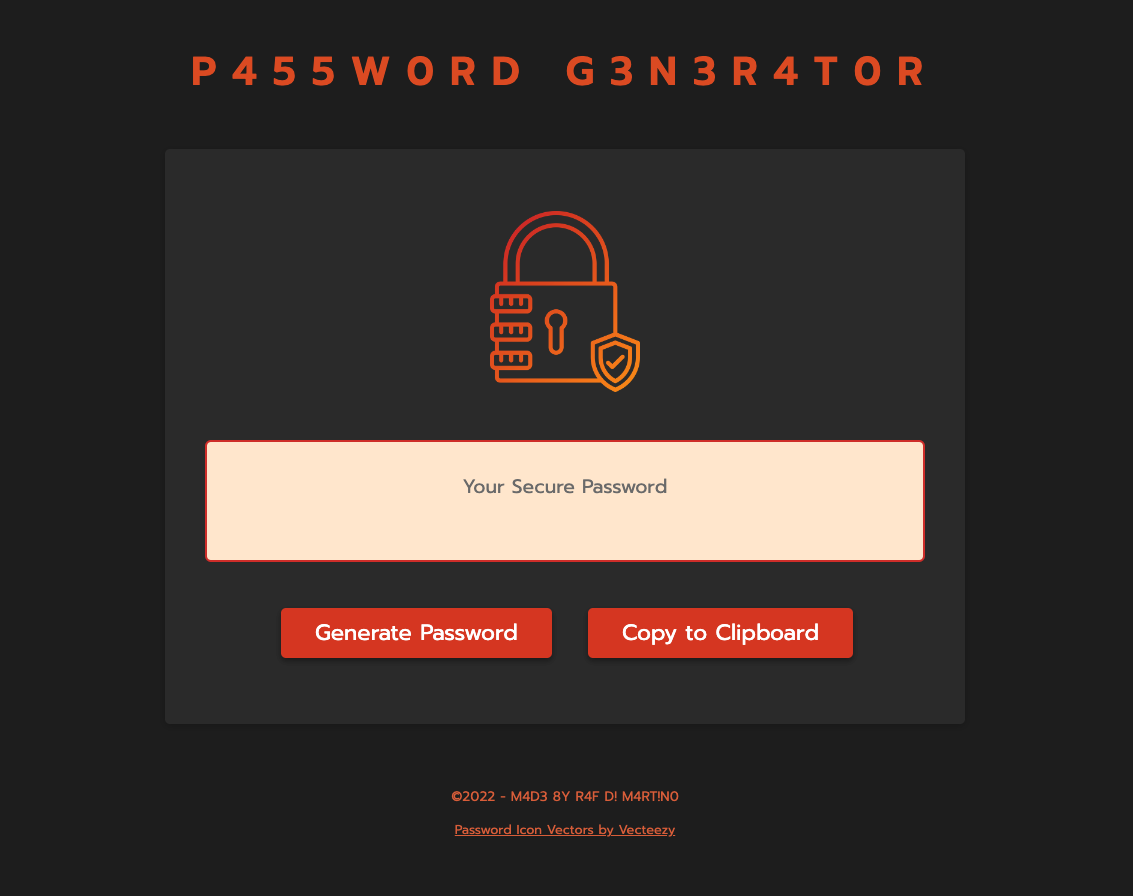 P455W0RD G3N3R4T0R
Your Secure Password
Generate Password
Copy to Clipboard
©2022 - M4D3 8Y R4F D! M4RT!N0
Password Icon Vectors by Vecteezy